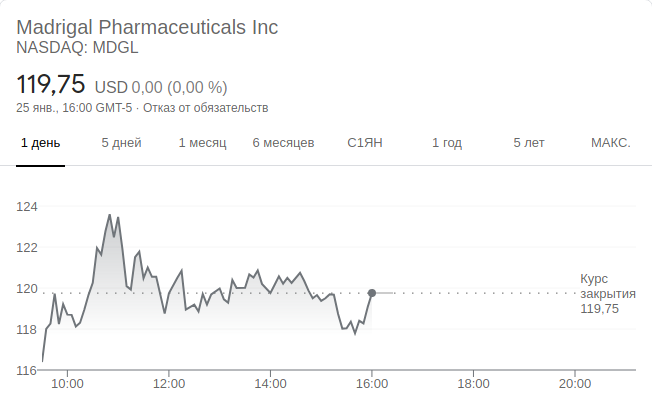 Madrigal Pharmaceuticals Inc
NASDAQ: MDGL
119,75 USD 0,00 (0,00 %)
25 янв., 16:00 GMT-5 · Отказ от обязательств
1 день 5 дней 1 месяц 6 месяцев С1ЯН 1 год 5 лет МАКС.
124
122
120
118
116
Курс
закрытия
119,75
10:00 12:00 14:00 16:00 18:00 20:00